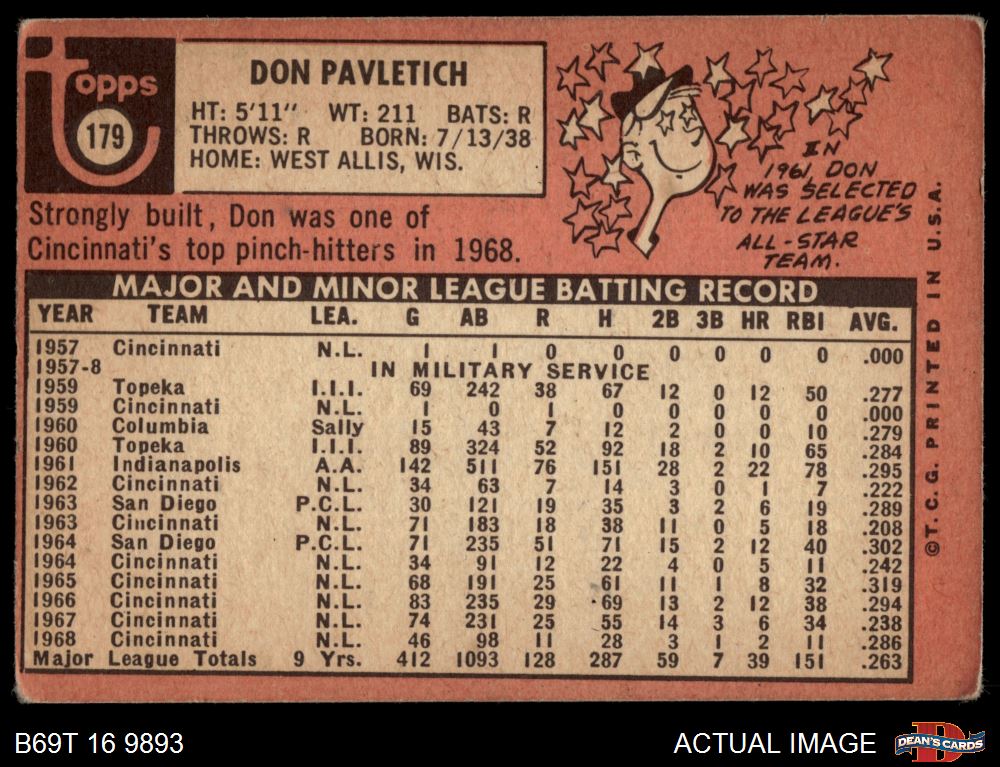 topps
179
DON PAVLETICH
HT: 5'11" WT: 211 BATS: R
THROWS: R BORN: 7/13/38
HOME: WEST ALLIS, WIS.
IN
1961, DON
WAS SELECTED
TO THE LEAGUE'S
ALL-STAR
TEAM.
Strongly built, Don was one of
Cincinnati's top pinch-hitters in 1968.
MAJOR AND MINOR LEAGUE BATTING RECORD
YEAR TEAM LEA. G AB R H 2B 3B HR RBI AVG.
1957 Cincinnati N.L. 1 1 0 0 0 0 0 0 .000
1957-8 IN MILITARY SERVICE
1959 Topeka I.I.I. 69 242 38 67 12 0 12 50 .277
1959 Cincinnati N.L. 1 0 1 0 0 0 0 0 .000
1960 Columbia Sally 15 43 7 12 2 0 0 10 .279
1960 Topeka I.I.I. 89 324 52 92 18 2 10 65 .284
1961 Indianapolis A.A. 142 511 76 151 28 2 22 78 .295
1962 Cincinnati N.L. 34 63 7 14 3 0 1 7 .222
1963 San Diego P.C.L. 30 121 19 35 3 2 6 19 .289
1963 Cincinnati N.L. 71 183 18 38 11 0 5 18 .208
1964 San Diego P.C.L. 71 235 51 71 15 2 12 40 .302
1964 Cincinnati N.L. 34 91 12 22 4 0 5 11 .242
1965 Cincinnati N.L. 68 191 25 61 11 1 8 32 .319
1966 Cincinnati N.L. 83 235 29 69 13 2 12 38 .294
1967 Cincinnati N.L. 74 231 25 55 14 3 6 34 .238
1968 Cincinnati N.L. 46 98 11 28 3 1 2 11 .286
Major League Totals 9 Yrs. 412 1093 128 287 59 7 39 151 .263
©T.C.G. PRINTED IN U.S.A.
B69T 16 9893
ACTUAL IMAGE
D
DEAN'S CARDS